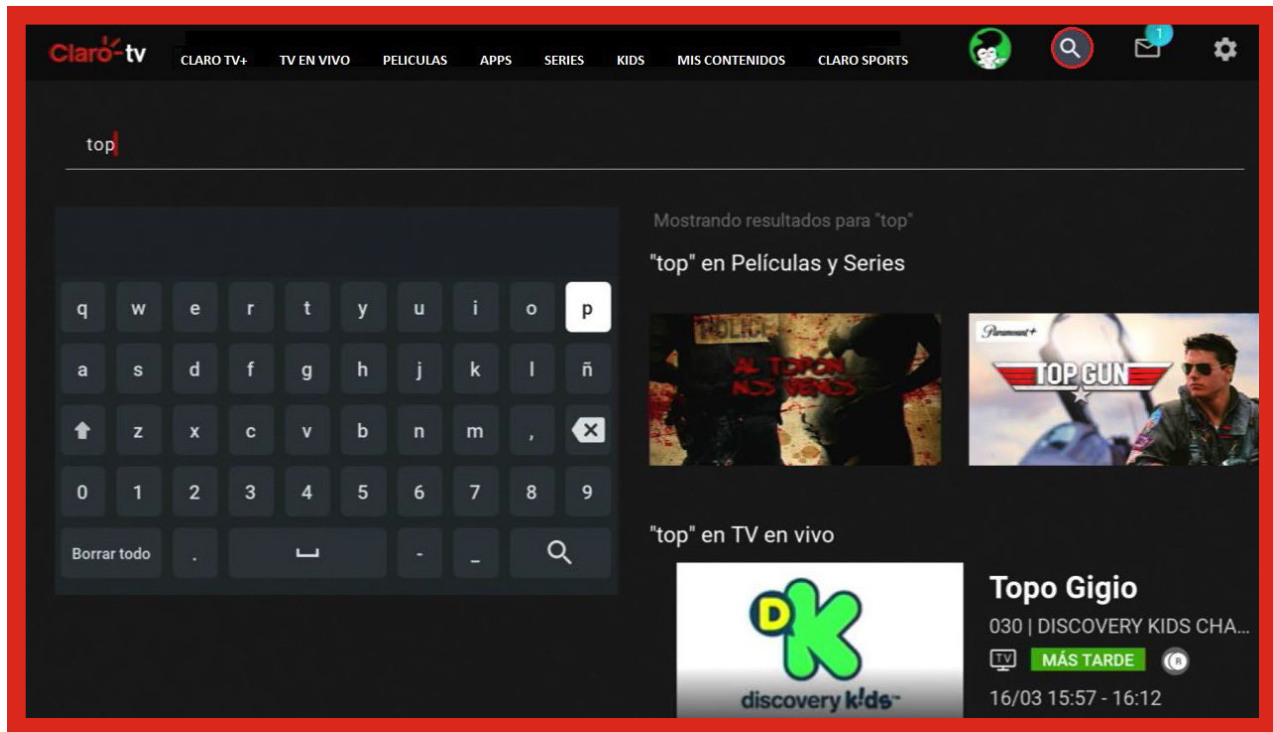 Claro-tv
CLARO TV+ TV EN VIVO PELICULAS APPS SERIES KIDS MIS CONTENIDOS CLARO SPORTS
1
top
Mostrando resultados para "top"
"top" en Películas y Series
q w e r t y u i o p
a s d f g h j k l ñ
z x c v b n m ,
0 1 2 3 4 5 6 7 8 9
Borrar todo . - _
POLICE
AL TOPON
NOS VEMOS
Paramount+
TOP GUN
"top" en TV en vivo
D K
discovery k!ds™
Topo Gigio
030 | DISCOVERY KIDS CHA...
TV MÁS TARDE R
16/03 15:57 - 16:12